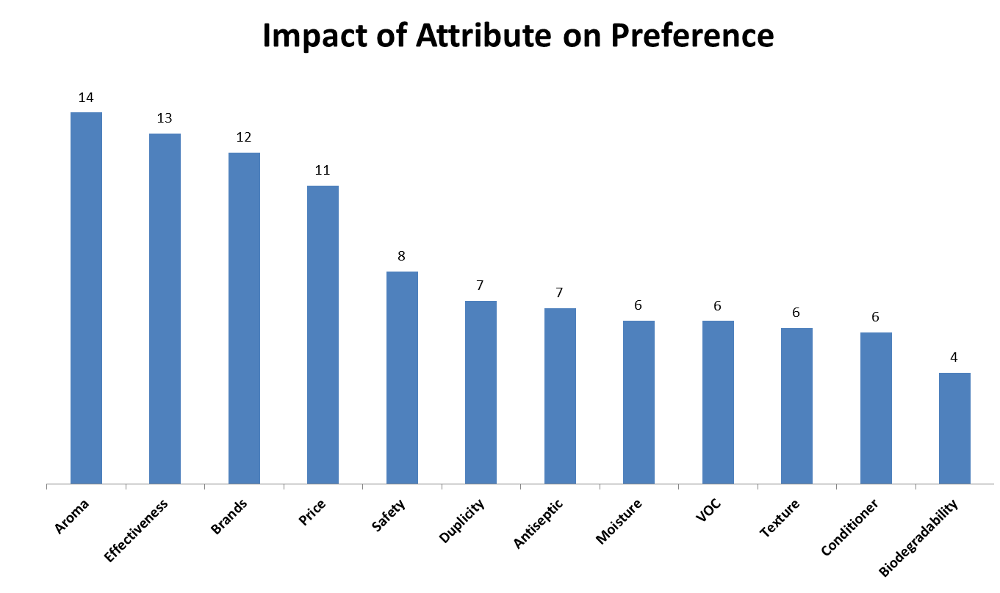 Impact of Attribute on Preference
14
13
12
11
8
7
7
6
6
6
6
4
Aroma
Effectiveness
Brands
Price
Safety
Duplicity
Antiseptic
Moisture
VOC
Texture
Conditioner
Biodegradability